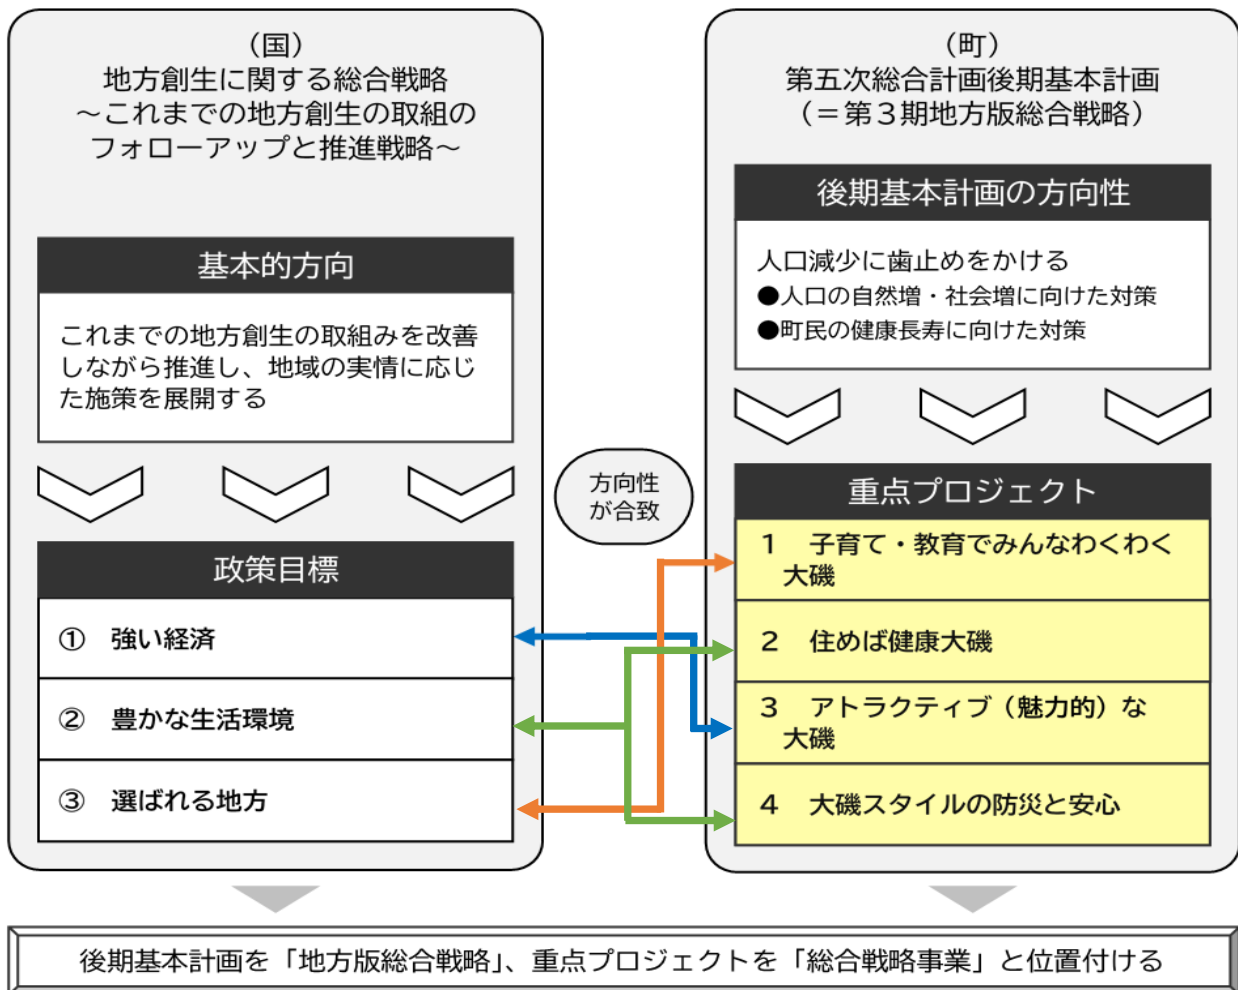 （国）
地方創生に関する総合戦略
～これまでの地方創生の取組の
フォローアップと推進戦略～
基本的方向
これまでの地方創生の取組みを改善
しながら推進し、地域の実情に応じ
た施策を展開する
政策目標
①　強い経済
②　豊かな生活環境
③　選ばれる地方
方向性
が合致
（町）
第五次総合計画後期基本計画
（＝第３期地方版総合戦略）
後期基本計画の方向性
人口減少に歯止めをかける
●人口の自然増・社会増に向けた対策
●町民の健康長寿に向けた対策
重点プロジェクト
１　子育て・教育でみんなわくわく
大磯
２　住めば健康大磯
３　アトラクティブ（魅力的）な
大磯
４　大磯スタイルの防災と安心
後期基本計画を「地方版総合戦略」、重点プロジェクトを「総合戦略事業」と位置付ける